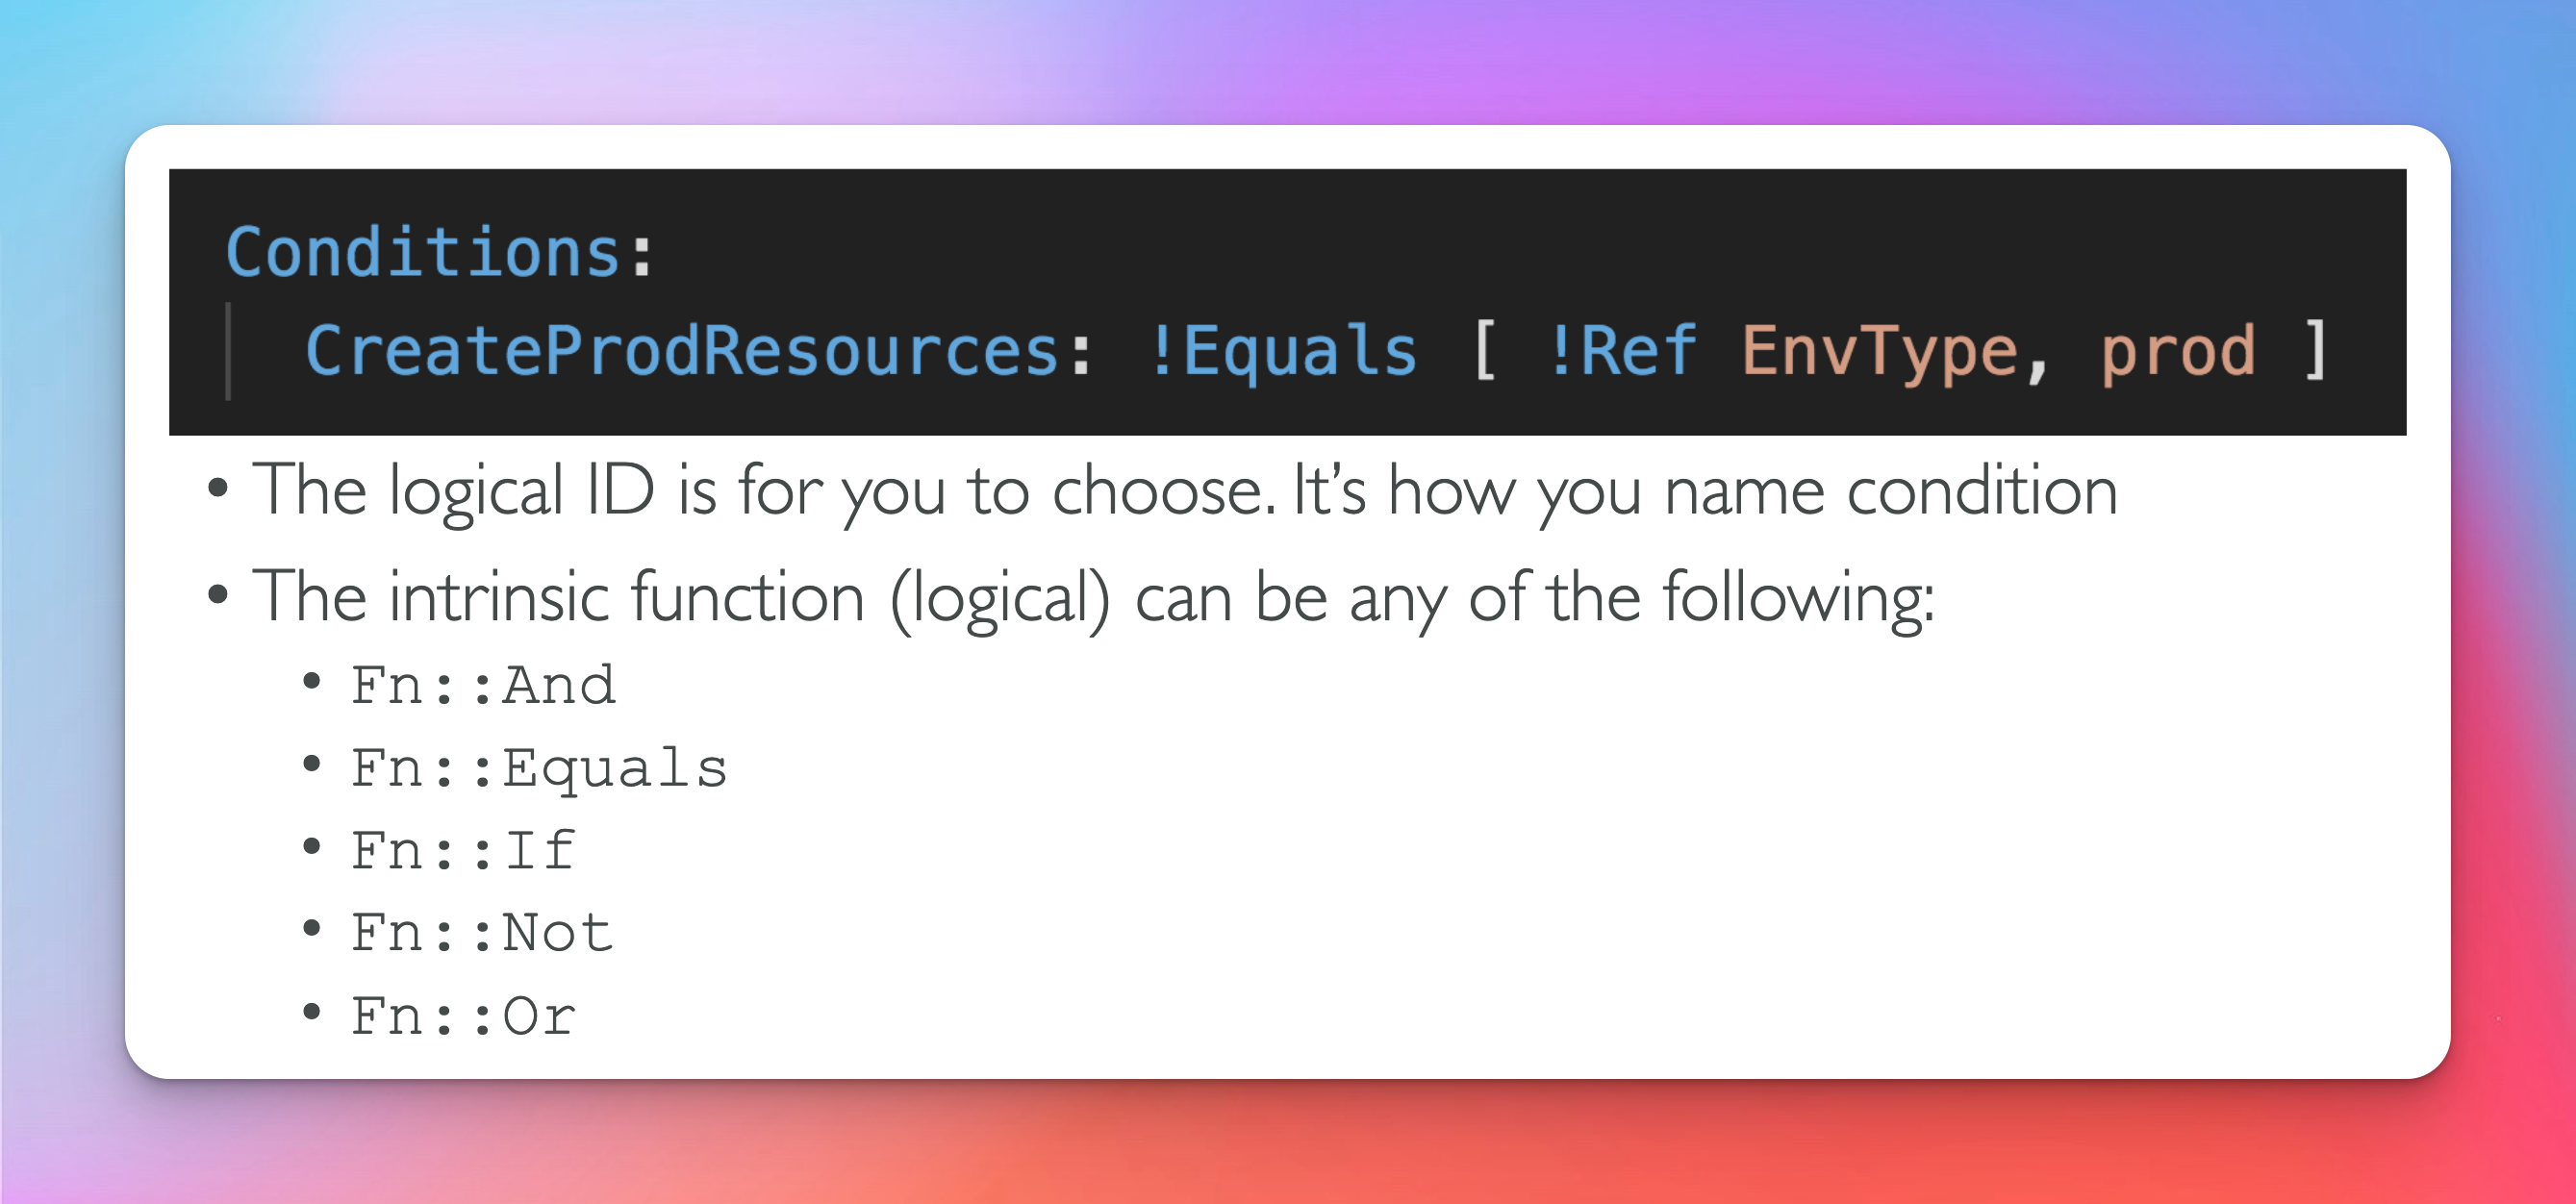 Conditions:
CreateProdResources: !Equals [ !Ref EnvType, prod ]
• The logical ID is for you to choose. It’s how you name condition
• The intrinsic function (logical) can be any of the following:
• Fn::And
• Fn::Equals
• Fn::If
• Fn::Not
• Fn::Or